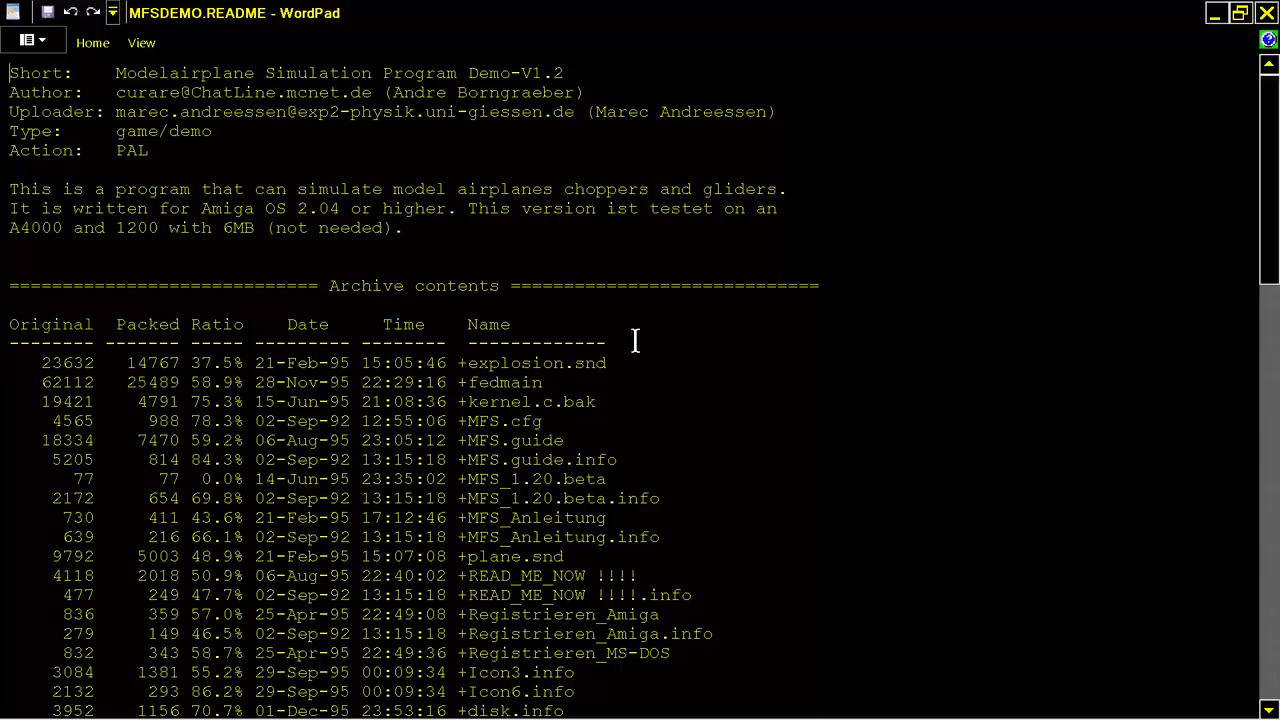 MFSDEMO.README - WordPad
Home View
Short:    Modelairplane Simulation Program Demo-V1.2
Author:   curare@ChatLine.mcnet.de (Andre Borngraeber)
Uploader: marec.andreessen@exp2-physik.uni-giessen.de (Marec Andreessen)
Type:     game/demo
Action:   PAL
This is a program that can simulate model airplanes choppers and gliders.
It is written for Amiga OS 2.04 or higher. This version ist testet on an
A4000 and 1200 with 6MB (not needed).
============================= Archive contents =============================
Original  Packed Ratio    Date     Time    Name
-------- ------- ----- --------- --------  -------------
   23632   14767 37.5% 21-Feb-95 15:05:46 +explosion.snd
   62112   25489 58.9% 28-Nov-95 22:29:16 +fedmain
   19421    4791 75.3% 15-Jun-95 21:08:36 +kernel.c.bak
    4565     988 78.3% 02-Sep-92 12:55:06 +MFS.cfg
   18334    7470 59.2% 06-Aug-95 23:05:12 +MFS.guide
    5205     814 84.3% 02-Sep-92 13:15:18 +MFS.guide.info
      77      77  0.0% 14-Jun-95 23:35:02 +MFS_1.20.beta
    2172     654 69.8% 02-Sep-92 13:15:18 +MFS_1.20.beta.info
     730     411 43.6% 21-Feb-95 17:12:46 +MFS_Anleitung
     639     216 66.1% 02-Sep-92 13:15:18 +MFS_Anleitung.info
    9792    5003 48.9% 21-Feb-95 15:07:08 +plane.snd
    4118    2018 50.9% 06-Aug-95 22:40:02 +READ_ME_NOW !!!!
     477     249 47.7% 02-Sep-92 13:15:18 +READ_ME_NOW !!!!.info
     836     359 57.0% 25-Apr-95 22:49:08 +Registrieren_Amiga
     279     149 46.5% 02-Sep-92 13:15:18 +Registrieren_Amiga.info
     832     343 58.7% 25-Apr-95 22:49:36 +Registrieren_MS-DOS
    3084    1381 55.2% 29-Sep-95 00:09:34 +Icon3.info
    2132     293 86.2% 29-Sep-95 00:09:34 +Icon6.info
    3952    1156 70.7% 01-Dec-95 23:53:16 +disk.info